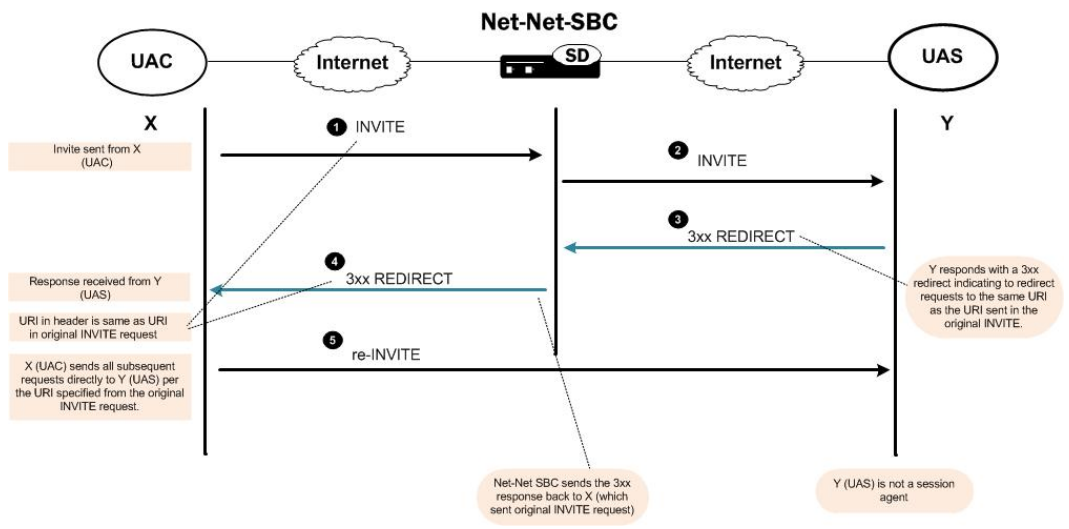 Net-Net-SBC
UAC
Internet
SD
Internet
UAS
X
Y
1 INVITE
Invite sent from X
(UAC)
2
INVITE
3
3xx REDIRECT
4
3xx REDIRECT
Response received from Y
(UAS)
Y responds with a 3xx
redirect indicating to redirect
requests to the same URI
as the URI sent in the
original INVITE.
URI in header is same as URI
in original INVITE request
5
re-INVITE
X (UAC) sends all subsequent
requests directly to Y (UAS) per
the URI specified from the original
INVITE request.
Net-Net SBC sends the 3xx
response back to X (which
sent original INVITE request)
Y (UAS) is not a session
agent